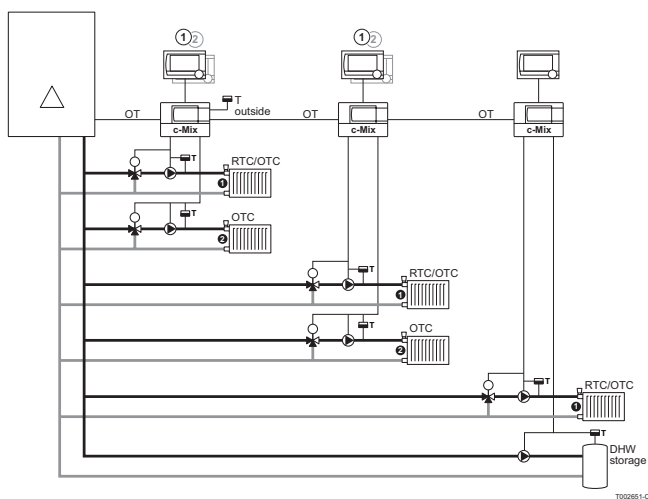 1 2
1 2
T
outside
OT
OT
OT
c-Mix
c-Mix
c-Mix
T
RTC/OTC
1
T
OTC
2
T
RTC/OTC
1
T
OTC
2
T
RTC/OTC
1
T
DHW
storage
T002651-C